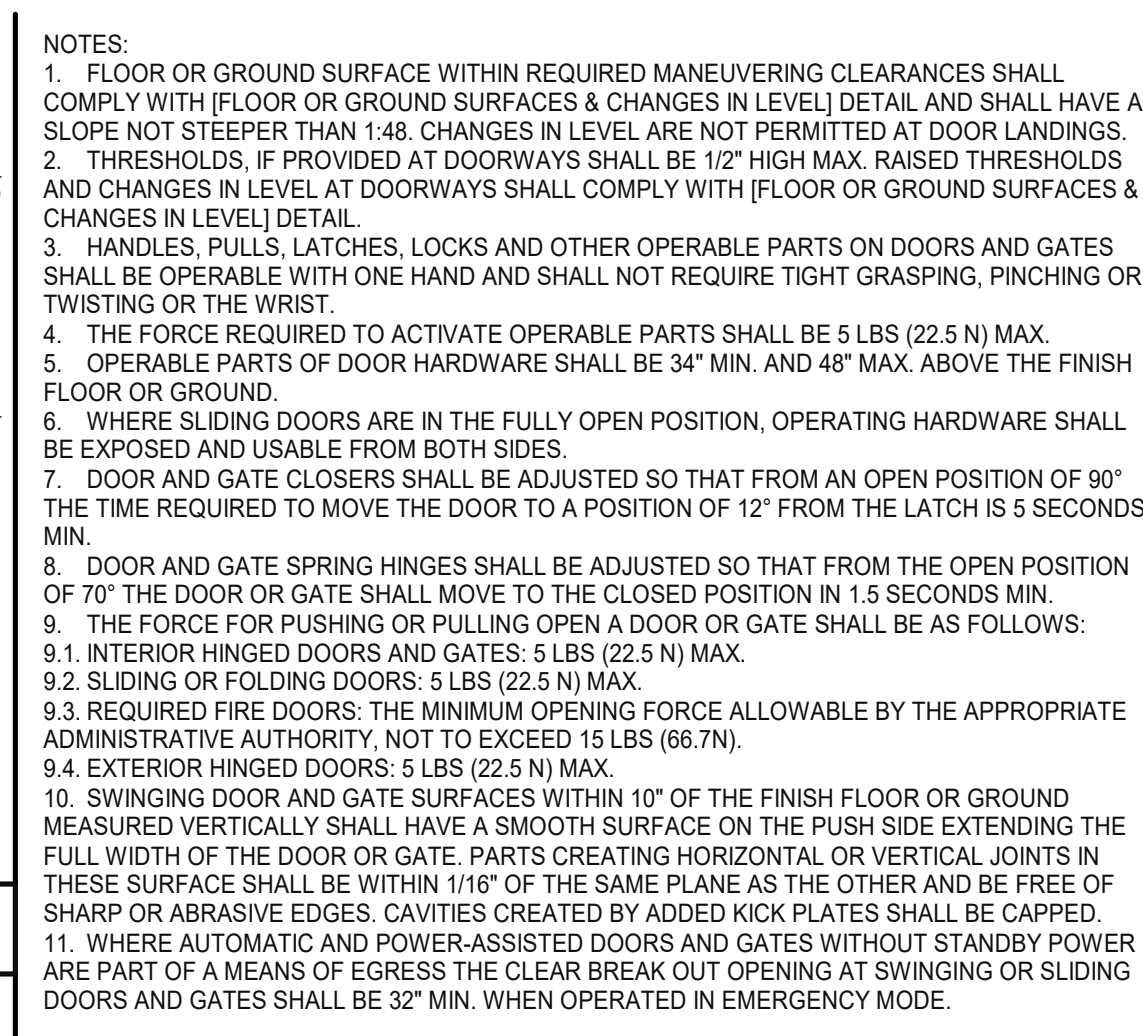 NOTES:
1. FLOOR OR GROUND SURFACE WITHIN REQUIRED MANEUVERING CLEARANCES SHALL
COMPLY WITH [FLOOR OR GROUND SURFACES & CHANGES IN LEVEL] DETAIL AND SHALL HAVE A
SLOPE NOT STEEPER THAN 1:48. CHANGES IN LEVEL ARE NOT PERMITTED AT DOOR LANDINGS.
2. THRESHOLDS, IF PROVIDED AT DOORWAYS SHALL BE 1/2" HIGH MAX. RAISED THRESHOLDS
AND CHANGES IN LEVEL AT DOORWAYS SHALL COMPLY WITH [FLOOR OR GROUND SURFACES &
CHANGES IN LEVEL] DETAIL.
3. HANDLES, PULLS, LATCHES, LOCKS AND OTHER OPERABLE PARTS ON DOORS AND GATES
SHALL BE OPERABLE WITH ONE HAND AND SHALL NOT REQUIRE TIGHT GRASPING, PINCHING OR
TWISTING OR THE WRIST.
4. THE FORCE REQUIRED TO ACTIVATE OPERABLE PARTS SHALL BE 5 LBS (22.5 N) MAX.
5. OPERABLE PARTS OF DOOR HARDWARE SHALL BE 34" MIN. AND 48" MAX. ABOVE THE FINISH
FLOOR OR GROUND.
6. WHERE SLIDING DOORS ARE IN THE FULLY OPEN POSITION, OPERATING HARDWARE SHALL
BE EXPOSED AND USABLE FROM BOTH SIDES.
7. DOOR AND GATE CLOSERS SHALL BE ADJUSTED SO THAT FROM AN OPEN POSITION OF 90°
THE TIME REQUIRED TO MOVE THE DOOR TO A POSITION OF 12° FROM THE LATCH IS 5 SECONDS
MIN.
8. DOOR AND GATE SPRING HINGES SHALL BE ADJUSTED SO THAT FROM THE OPEN POSITION
OF 70° THE DOOR OR GATE SHALL MOVE TO THE CLOSED POSITION IN 1.5 SECONDS MIN.
9. THE FORCE FOR PUSHING OR PULLING OPEN A DOOR OR GATE SHALL BE AS FOLLOWS:
9.1. INTERIOR HINGED DOORS AND GATES: 5 LBS (22.5 N) MAX.
9.2. SLIDING OR FOLDING DOORS: 5 LBS (22.5 N) MAX.
9.3. REQUIRED FIRE DOORS: THE MINIMUM OPENING FORCE ALLOWABLE BY THE APPROPRIATE
ADMINISTRATIVE AUTHORITY, NOT TO EXCEED 15 LBS (66.7N).
9.4. EXTERIOR HINGED DOORS: 5 LBS (22.5 N) MAX.
10. SWINGING DOOR AND GATE SURFACES WITHIN 10" OF THE FINISH FLOOR OR GROUND
MEASURED VERTICALLY SHALL HAVE A SMOOTH SURFACE ON THE PUSH SIDE EXTENDING THE
FULL WIDTH OF THE DOOR OR GATE. PARTS CREATING HORIZONTAL OR VERTICAL JOINTS IN
THESE SURFACE SHALL BE WITHIN 1/16" OF THE SAME PLANE AS THE OTHER AND BE FREE OF
SHARP OR ABRASIVE EDGES. CAVITIES CREATED BY ADDED KICK PLATES SHALL BE CAPPED.
11. WHERE AUTOMATIC AND POWER-ASSISTED DOORS AND GATES WITHOUT STANDBY POWER
ARE PART OF A MEANS OF EGRESS THE CLEAR BREAK OUT OPENING AT SWINGING OR SLIDING
DOORS AND GATES SHALL BE 32" MIN. WHEN OPERATED IN EMERGENCY MODE.